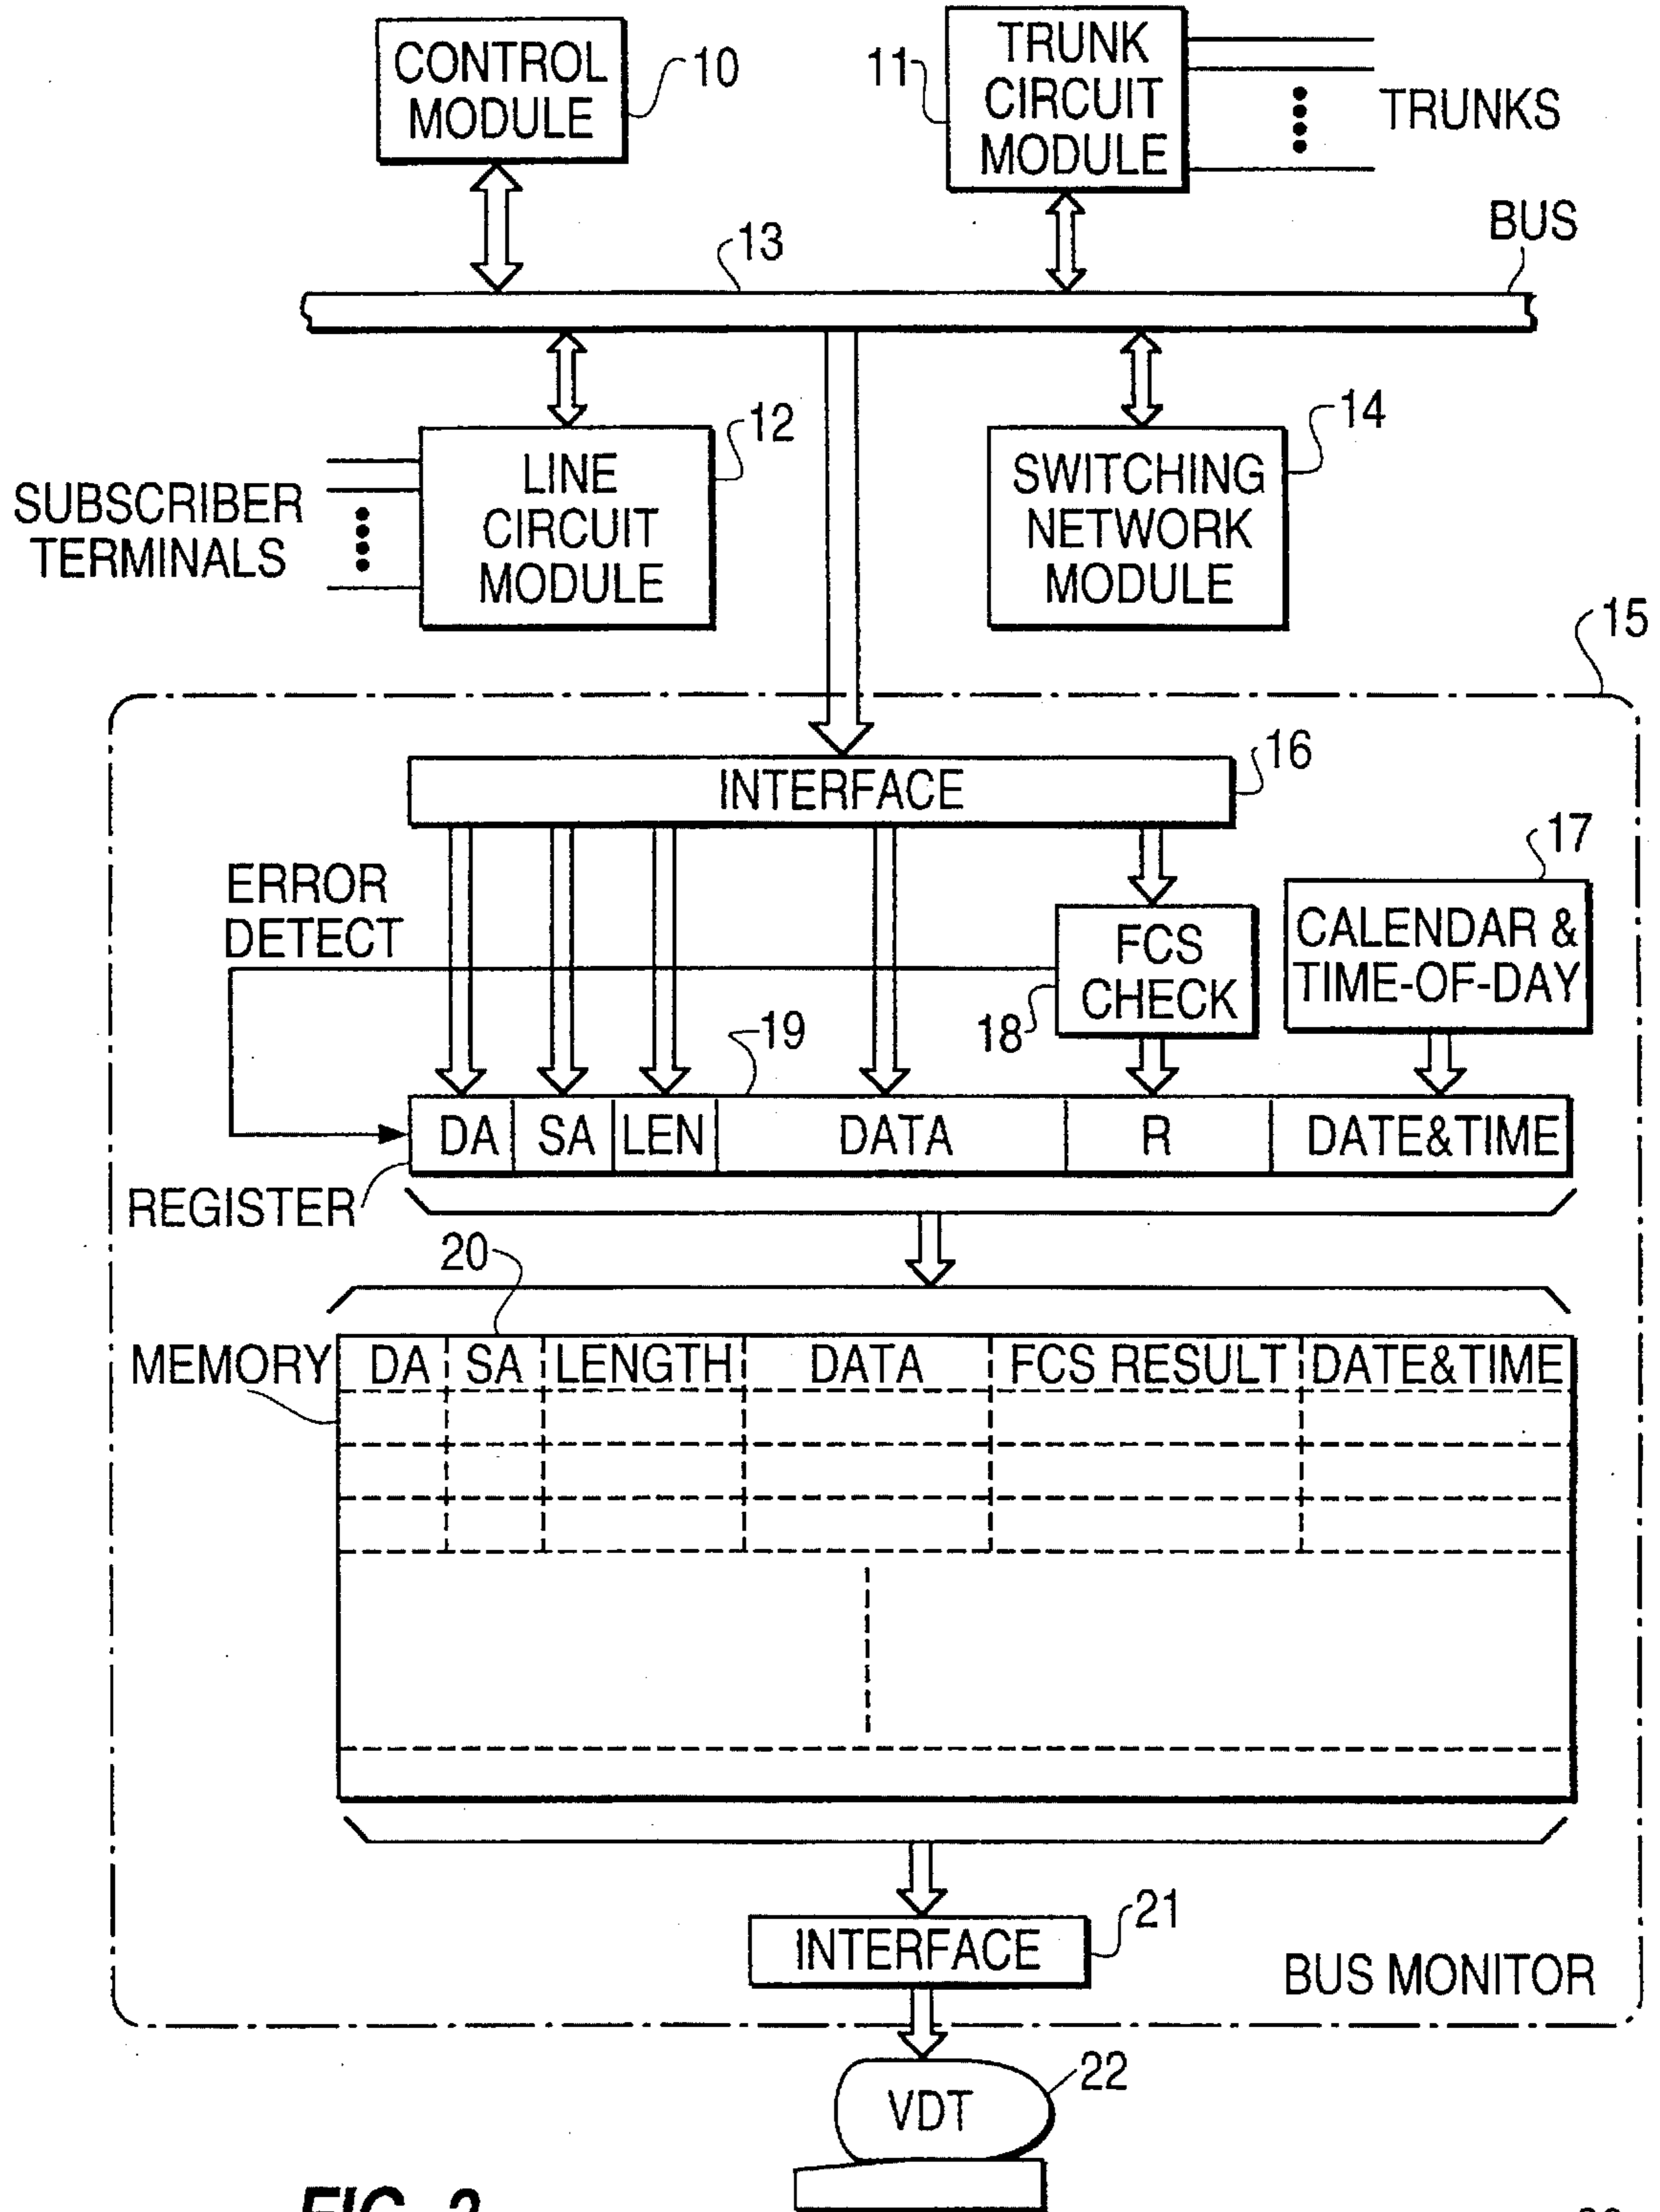 CONTROL
MODULE
10
11
TRUNK
CIRCUIT
MODULE
TRUNKS
BUS
13
12
14
SUBSCRIBER
TERMINALS
LINE
CIRCUIT
MODULE
SWITCHING
NETWORK
MODULE
15
INTERFACE
16
17
ERROR
DETECT
FCS
CHECK
18
CALENDAR &
TIME-OF-DAY
19
DA SA LEN DATA R DATE&TIME
REGISTER
20
MEMORY
DA SA LENGTH DATA FCS RESULT DATE&TIME
INTERFACE
21
BUS MONITOR
VDT
22